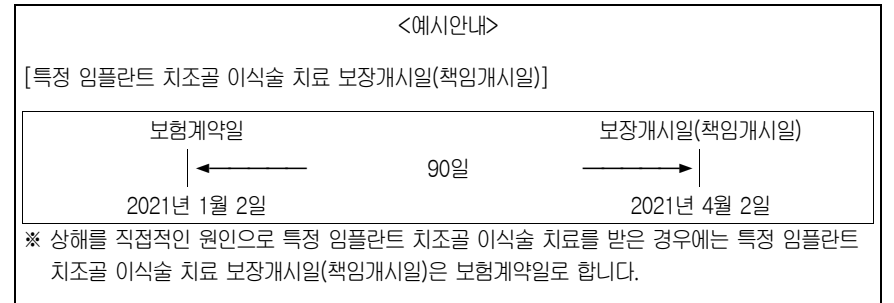 <예시안내>
[특정 임플란트 치조골 이식술 치료 보장개시일(책임개시일)]
보험계약일 보장개시일(책임개시일)
90일
2021년 1월 2일 2021년 4월 2일
※ 상해를 직접적인 원인으로 특정 임플란트 치조골 이식술 치료를 받은 경우에는 특정 임플란트
치조골 이식술 치료 보장개시일(책임개시일)은 보험계약일로 합니다.